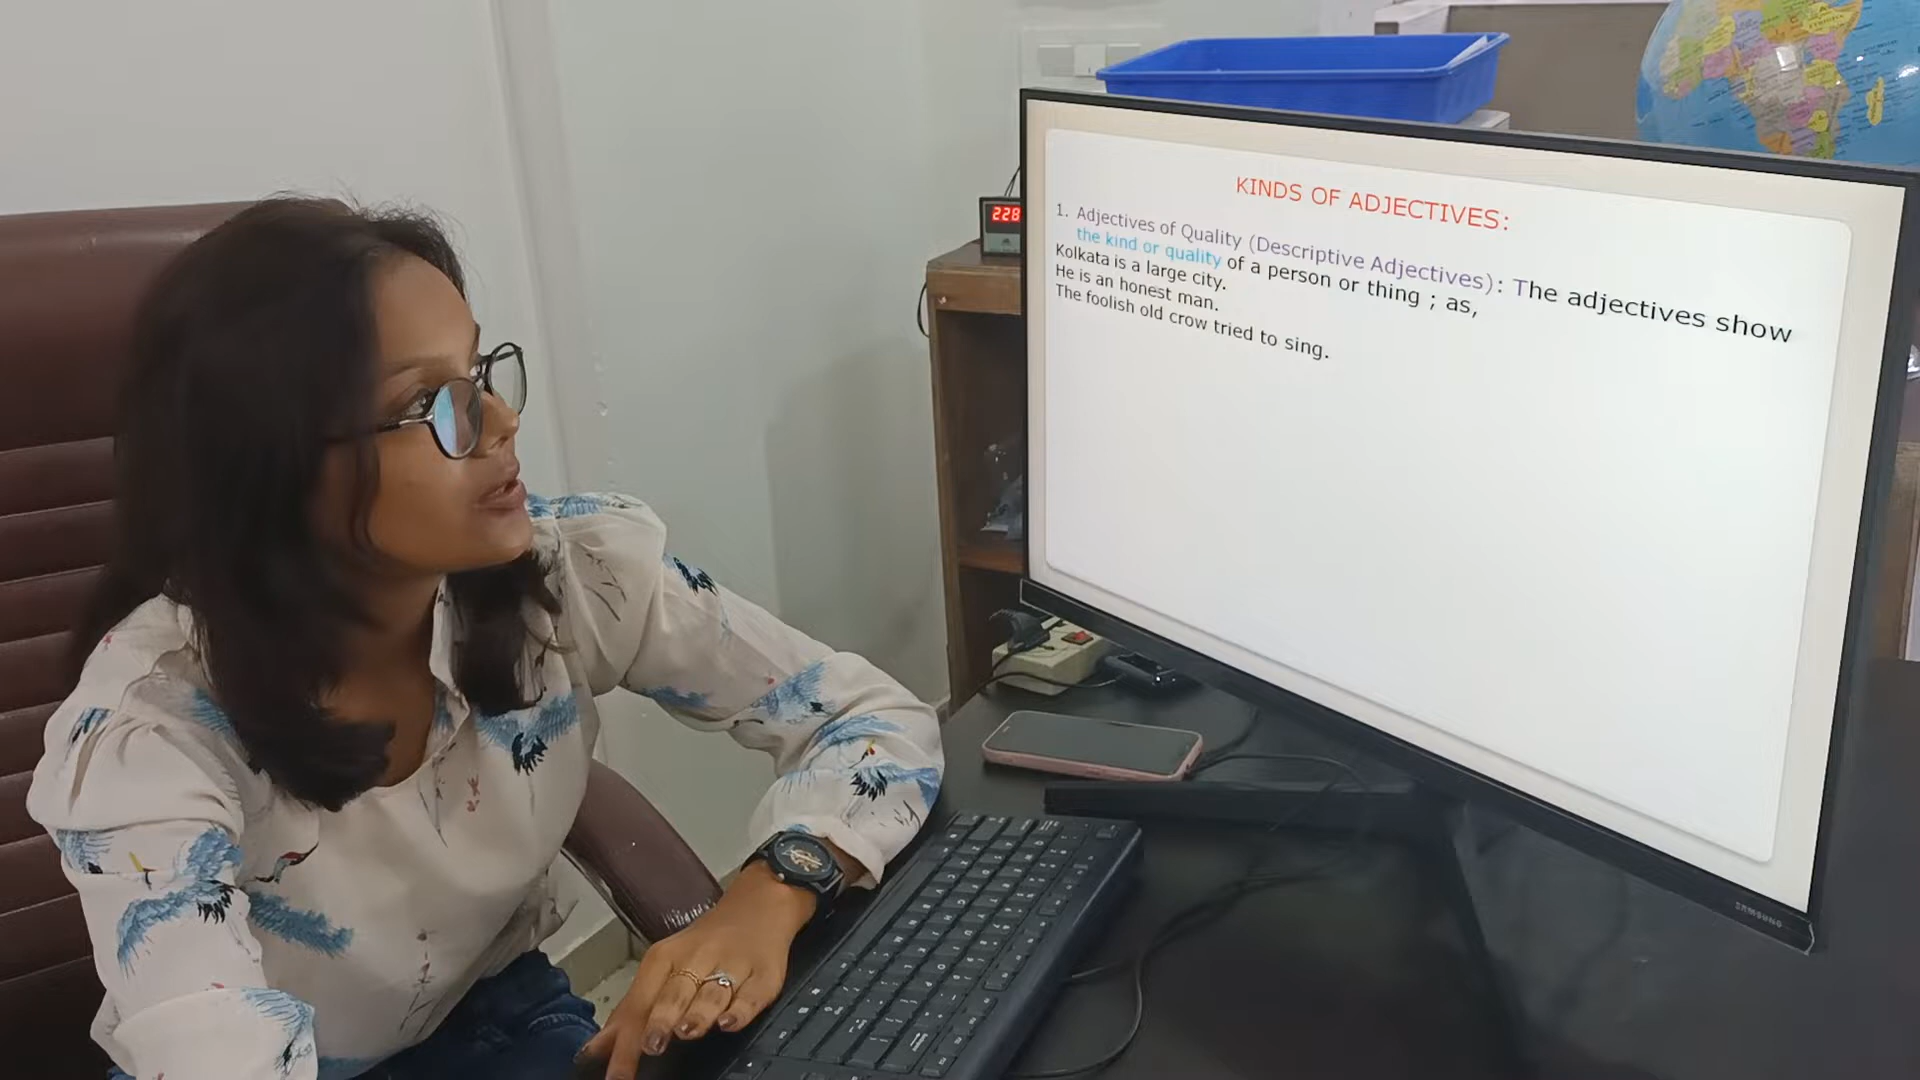 KINDS OF ADJECTIVES:
1. Adjectives of Quality (Descriptive Adjectives): The adjectives show
the kind or quality of a person or thing ; as,
Kolkata is a large city.
He is an honest man.
The foolish old crow tried to sing.
228
SAMSUNG